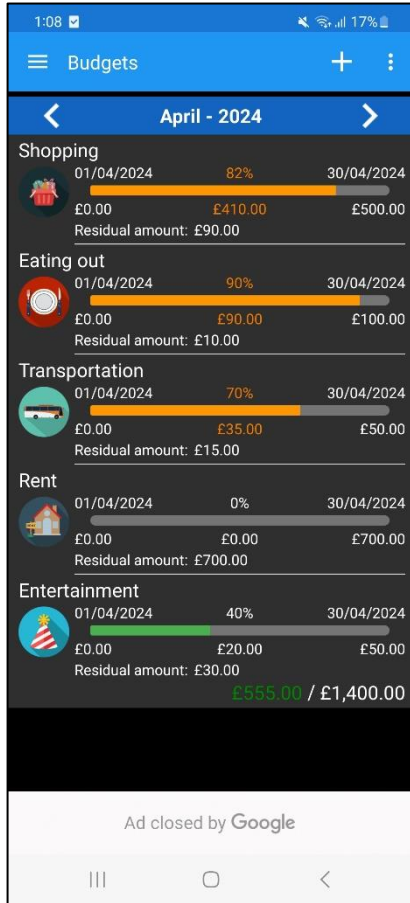 1:08 17%
Budgets
April - 2024
Shopping
01/04/2024 82% 30/04/2024
£0.00 £410.00 £500.00
Residual amount: £90.00
Eating out
01/04/2024 90% 30/04/2024
£0.00 £90.00 £100.00
Residual amount: £10.00
Transportation
01/04/2024 70% 30/04/2024
£0.00 £35.00 £50.00
Residual amount: £15.00
Rent
01/04/2024 0% 30/04/2024
£0.00 £0.00 £700.00
Residual amount: £700.00
Entertainment
01/04/2024 40% 30/04/2024
£0.00 £20.00 £50.00
Residual amount: £30.00
£555.00 / £1,400.00
Ad closed by Google